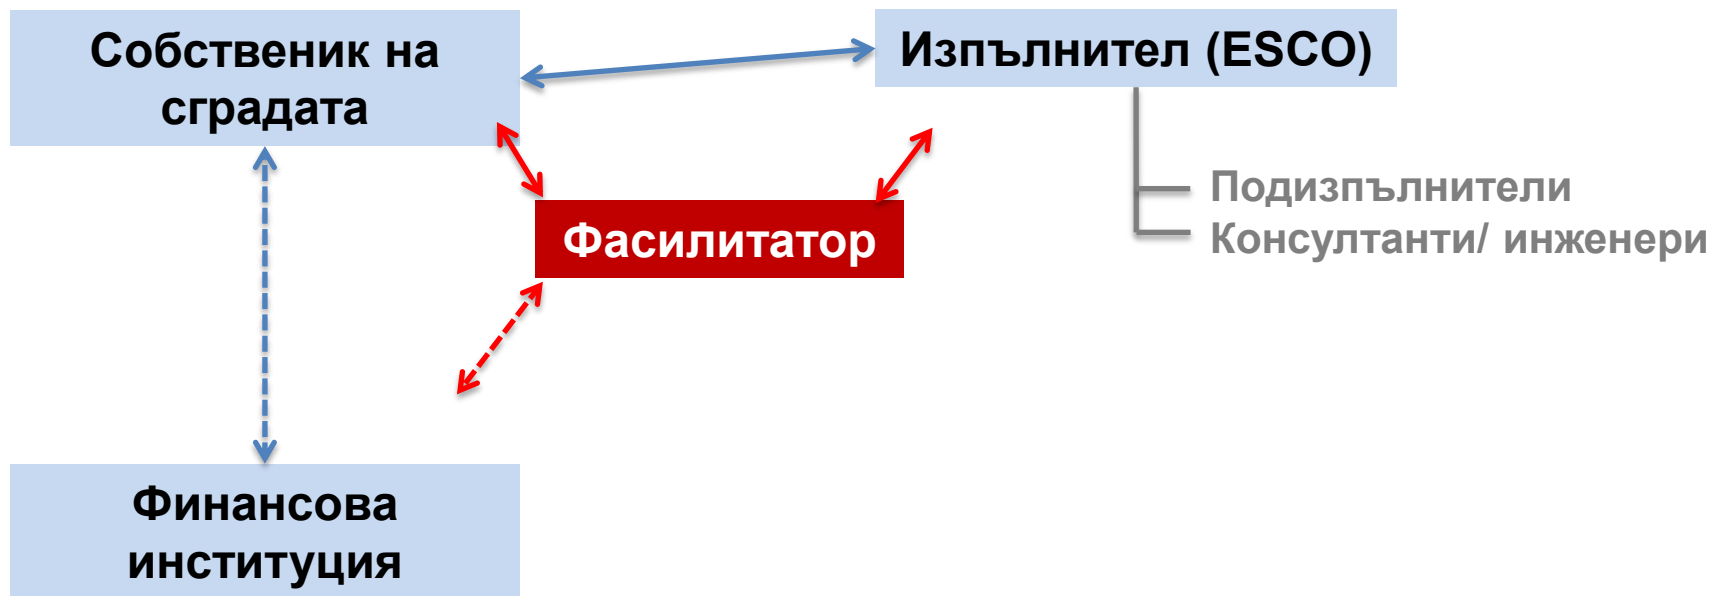 Собственик на
сградата
Изпълнител (ESCO)
Подизпълнители
Консултанти/ инженери
Фасилитатор
Финансова
институция